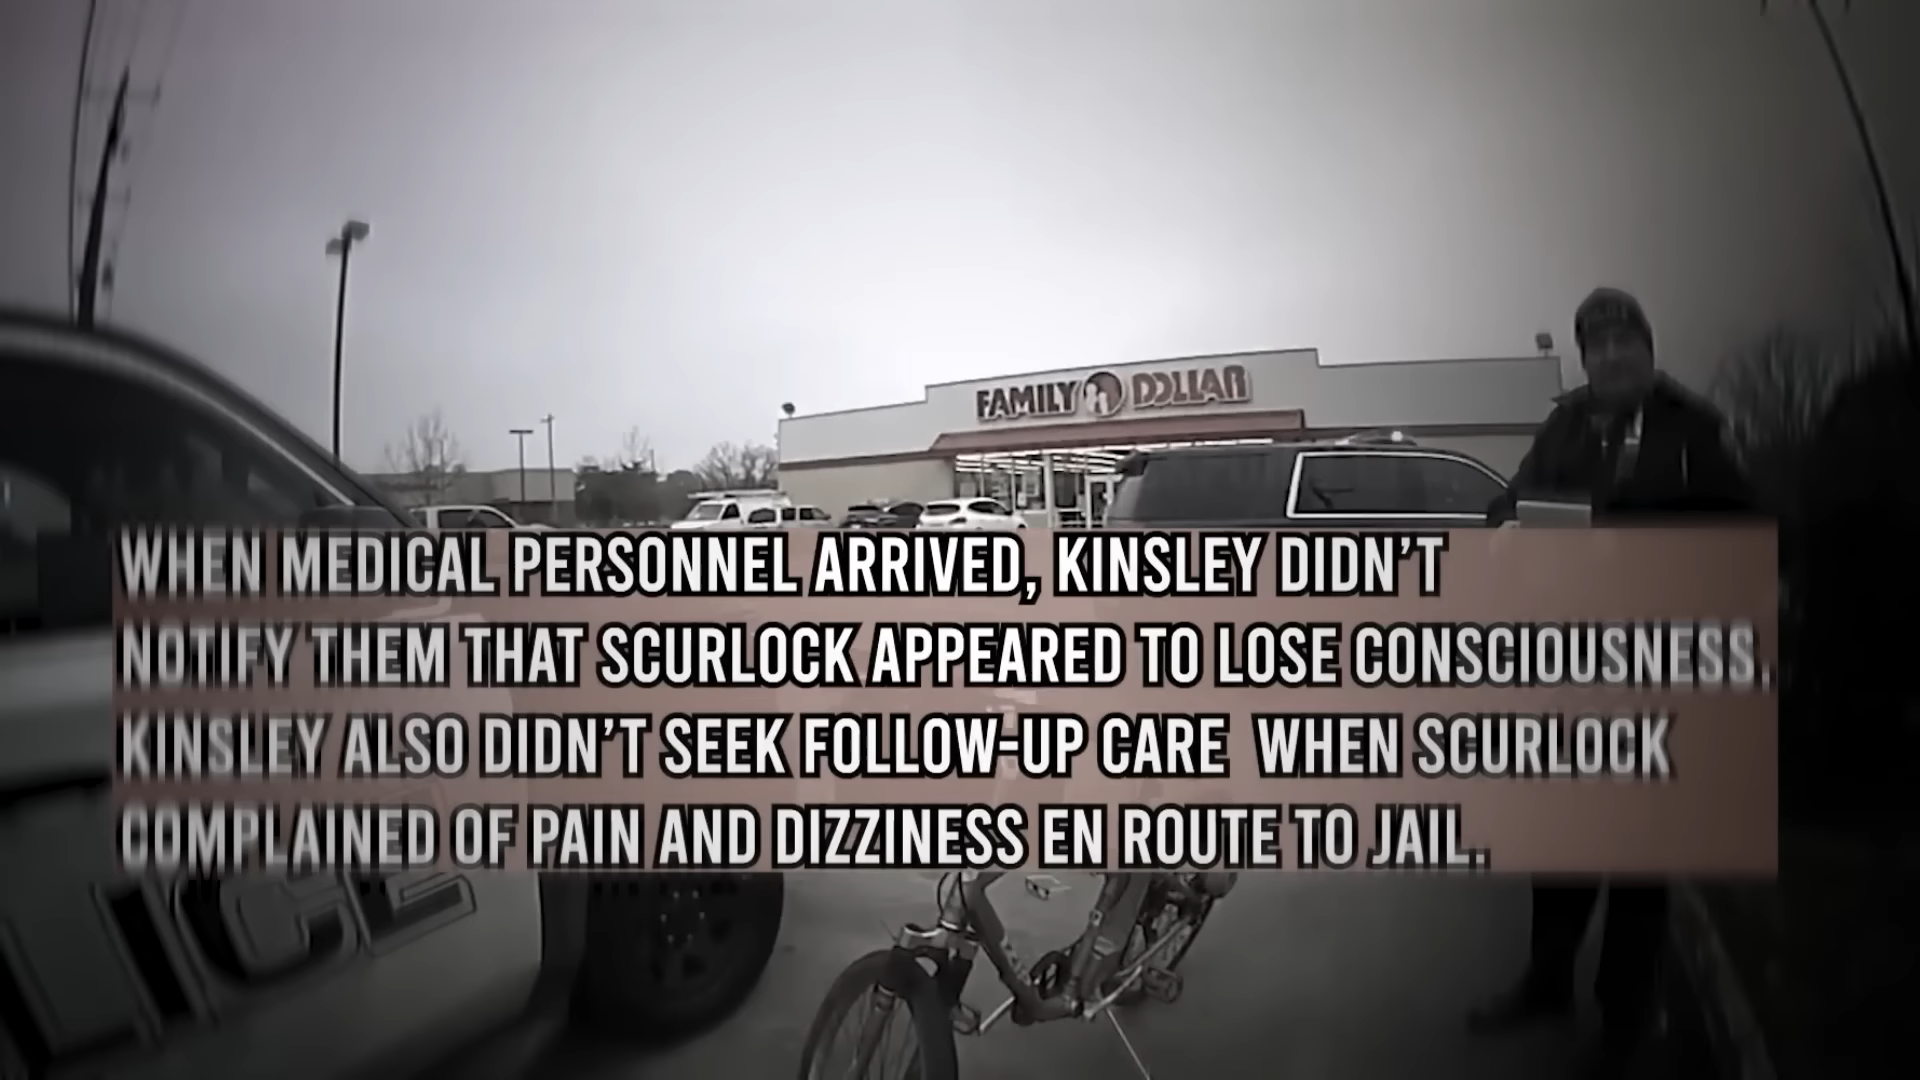 FAMILY DOLLAR
WHEN MEDICAL PERSONNEL ARRIVED, KINSLEY DIDN'T
NOTIFY THEM THAT SCURLOCK APPEARED TO LOSE CONSCIOUSNESS.
KINSLEY ALSO DIDN'T SEEK FOLLOW-UP CARE WHEN SCURLOCK
COMPLAINED OF PAIN AND DIZZINESS EN ROUTE TO JAIL.
ICE